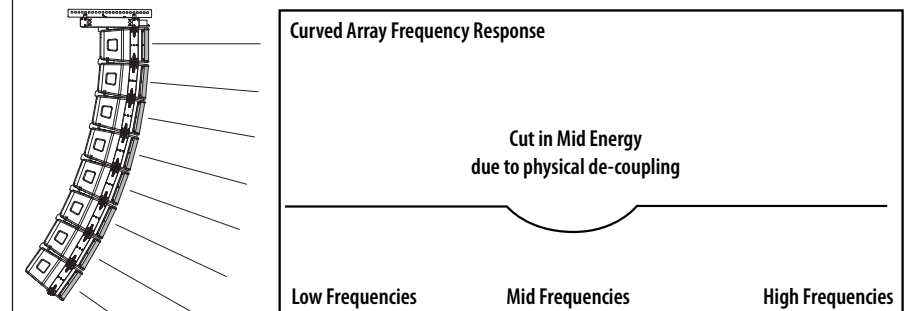 Curved Array Frequency Response
Cut in Mid Energy
due to physical de-coupling
Low Frequencies
Mid Frequencies
High Frequencies